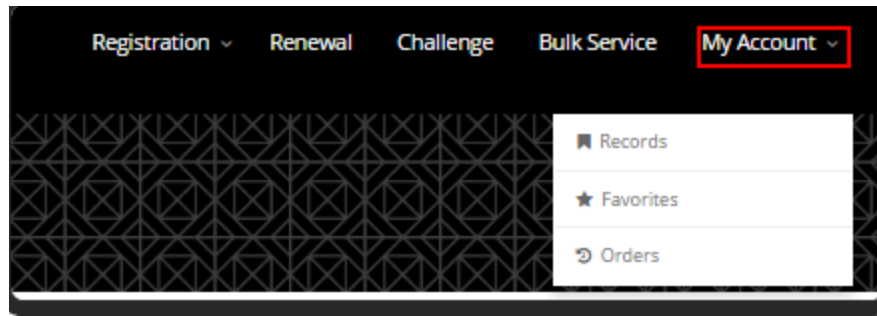 Registration Renewal Challenge Bulk Service My Account
Records
Favorites
Orders